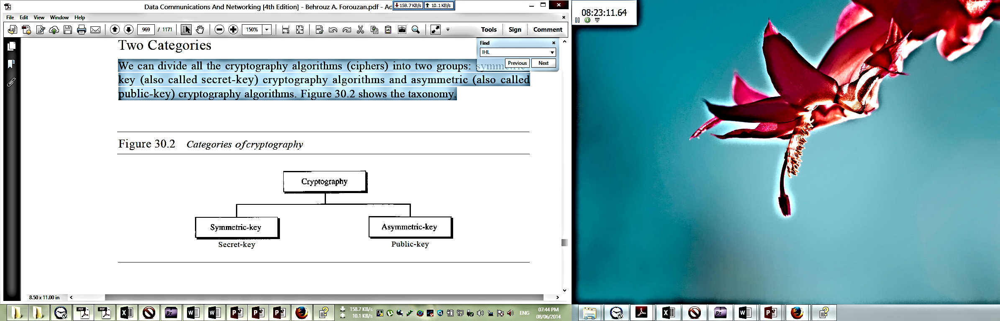 Data Communications And Networking [4th Edition] - Behrouz A. Forouzan.pdf - Ad
158.7 KB/s 10.1 KB/s
File Edit View Window Help
969 / 1171 150% Tools Sign Comment
Find
IHL
Previous Next
Two Categories
We can divide all the cryptography algorithms (ciphers) into two groups: symmetric-
key (also called secret-key) cryptography algorithms and asymmetric (also called
public-key) cryptography algorithms. Figure 30.2 shows the taxonomy.
Figure 30.2 Categories ofcryptography
Cryptography
Symmetric-key Asymmetric-key
Secret-key Public-key
8.50 x 11.00 in
158.7 KB/s
10.1 KB/s
ENG
07:44 PM
08/06/2014
08:23:11.64